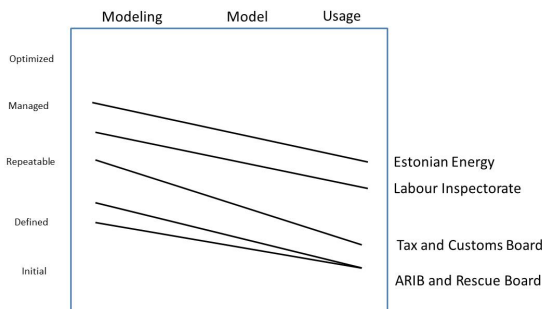 Modeling Model Usage
Optimized
Managed
Repeatable
Estonian Energy
Labour Inspectorate
Defined
Tax and Customs Board
Initial
ARIB and Rescue Board